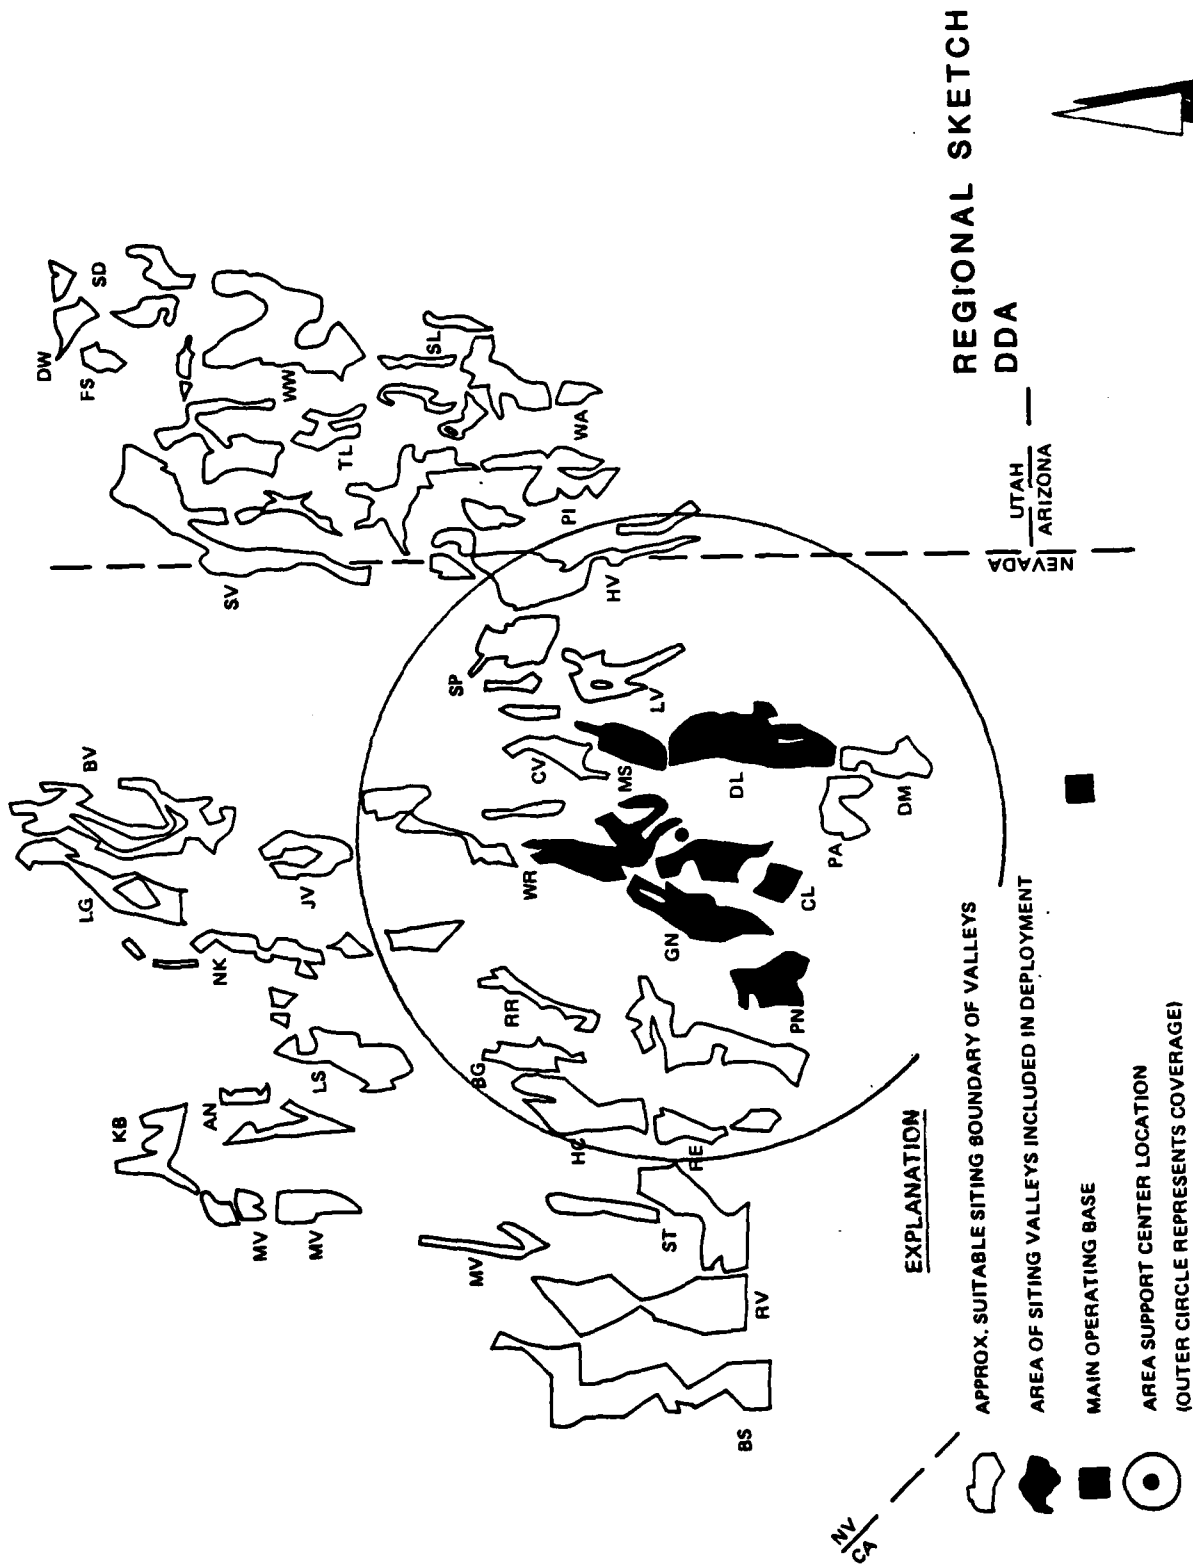 DW
SD
FS
WW
SL
TL
WA
PI
SV
HV
BV
LG
JV
NK
SP
LV
CV
MS
DL
WR
DM
PA
CL
GN
PN
RR
BG
LS
AN
KB
HC
RE
MV
MV
MV
ST
RV
BS
NEVADA
UTAH
ARIZONA
NV
CA
REGIONAL SKETCH
DDA
EXPLANATION
APPROX. SUITABLE SITING BOUNDARY OF VALLEYS
AREA OF SITING VALLEYS INCLUDED IN DEPLOYMENT
MAIN OPERATING BASE
AREA SUPPORT CENTER LOCATION
(OUTER CIRCLE REPRESENTS COVERAGE)